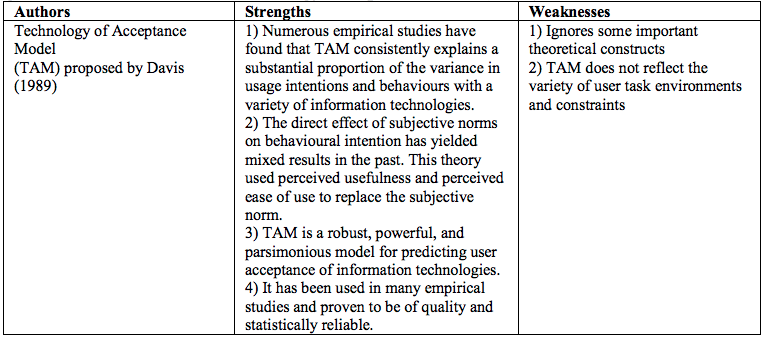 Authors
Strengths
Weaknesses
Technology of Acceptance
Model
(TAM) proposed by Davis
(1989)
1) Numerous empirical studies have
found that TAM consistently explains a
substantial proportion of the variance in
usage intentions and behaviours with a
variety of information technologies.
2) The direct effect of subjective norms
on behavioural intention has yielded
mixed results in the past. This theory
used perceived usefulness and perceived
ease of use to replace the subjective
norm.
3) TAM is a robust, powerful, and
parsimonious model for predicting user
acceptance of information technologies.
4) It has been used in many empirical
studies and proven to be of quality and
statistically reliable.
1) Ignores some important
theoretical constructs
2) TAM does not reflect the
variety of user task environments
and constraints